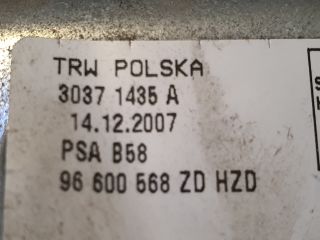 TRW POLSKA
3037 1435 A
14.12.2007
PSA B58
96 600 568 ZD HZD